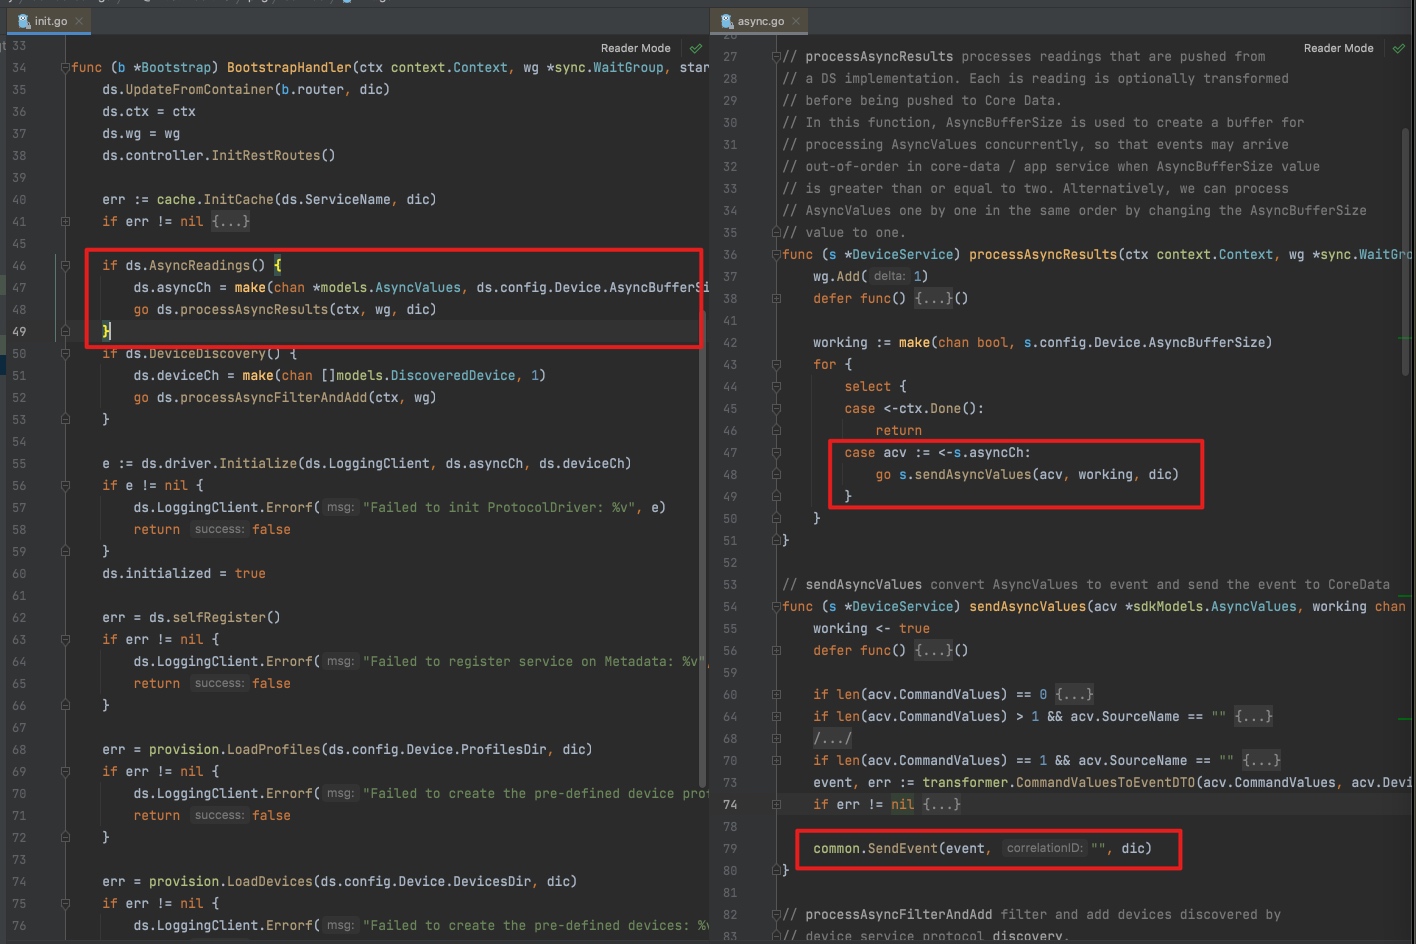 init.go
Reader Mode
33
34 func (b *Bootstrap) BootstrapHandler(ctx context.Context, wg *sync.WaitGroup, star
35 ds.UpdateFromContainer(b.router, dic)
36 ds.ctx = ctx
37 ds.wg = wg
38 ds.controller.InitRestRoutes()
39
40 err := cache.InitCache(ds.ServiceName, dic)
41 if err != nil {...}
45
46 if ds.AsyncReadings() {
47 ds.asyncCh = make(chan *models.AsyncValues, ds.config.Device.AsyncBufferSi
48 go ds.processAsyncResults(ctx, wg, dic)
49 }
50 if ds.DeviceDiscovery() {
51 ds.deviceCh = make(chan []models.DiscoveredDevice, 1)
52 go ds.processAsyncFilterAndAdd(ctx, wg)
53 }
54
55 e := ds.driver.Initialize(ds.LoggingClient, ds.asyncCh, ds.deviceCh)
56 if e != nil {
57 ds.LoggingClient.Errorf( msg: "Failed to init ProtocolDriver: %v", e)
58 return success: false
59 }
60 ds.initialized = true
61
62 err = ds.selfRegister()
63 if err != nil {
64 ds.LoggingClient.Errorf( msg: "Failed to register service on Metadata: %v",
65 return success: false
66 }
67
68 err = provision.LoadProfiles(ds.config.Device.ProfilesDir, dic)
69 if err != nil {
70 ds.LoggingClient.Errorf( msg: "Failed to create the pre-defined device prof
71 return success: false
72 }
73
74 err = provision.LoadDevices(ds.config.Device.DevicesDir, dic)
75 if err != nil {
76 ds.LoggingClient.Errorf( msg: "Failed to create the pre-defined devices: %v
async.go
Reader Mode
27 // processAsyncResults processes readings that are pushed from
28 // a DS implementation. Each is reading is optionally transformed
29 // before being pushed to Core Data.
30 // In this function, AsyncBufferSize is used to create a buffer for
31 // processing AsyncValues concurrently, so that events may arrive
32 // out-of-order in core-data / app service when AsyncBufferSize value
33 // is greater than or equal to two. Alternatively, we can process
34 // AsyncValues one by one in the same order by changing the AsyncBufferSize
35 // value to one.
36 func (s *DeviceService) processAsyncResults(ctx context.Context, wg *sync.WaitGro
37 wg.Add( delta: 1)
38 defer func() {...}()
41
42 working := make(chan bool, s.config.Device.AsyncBufferSize)
43 for {
44 select {
45 case <-ctx.Done():
46 return
47 case acv := <-s.asyncCh:
48 go s.sendAsyncValues(acv, working, dic)
49 }
50 }
51 }
52
53 // sendAsyncValues convert AsyncValues to event and send the event to CoreData
54 func (s *DeviceService) sendAsyncValues(acv *sdkModels.AsyncValues, working chan
55 working <- true
56 defer func() {...}()
59
60 if len(acv.CommandValues) == 0 {...}
64 if len(acv.CommandValues) > 1 && acv.SourceName == "" {...}
68 /.../
70 if len(acv.CommandValues) == 1 && acv.SourceName == "" {...}
73 event, err := transformer.CommandValuesToEventDTO(acv.CommandValues, acv.Devi
74 if err != nil {...}
78
79 common.SendEvent(event, correlationID: "", dic)
80 }
81
82 // processAsyncFilterAndAdd filter and add devices discovered by
83 // device service protocol discovery.